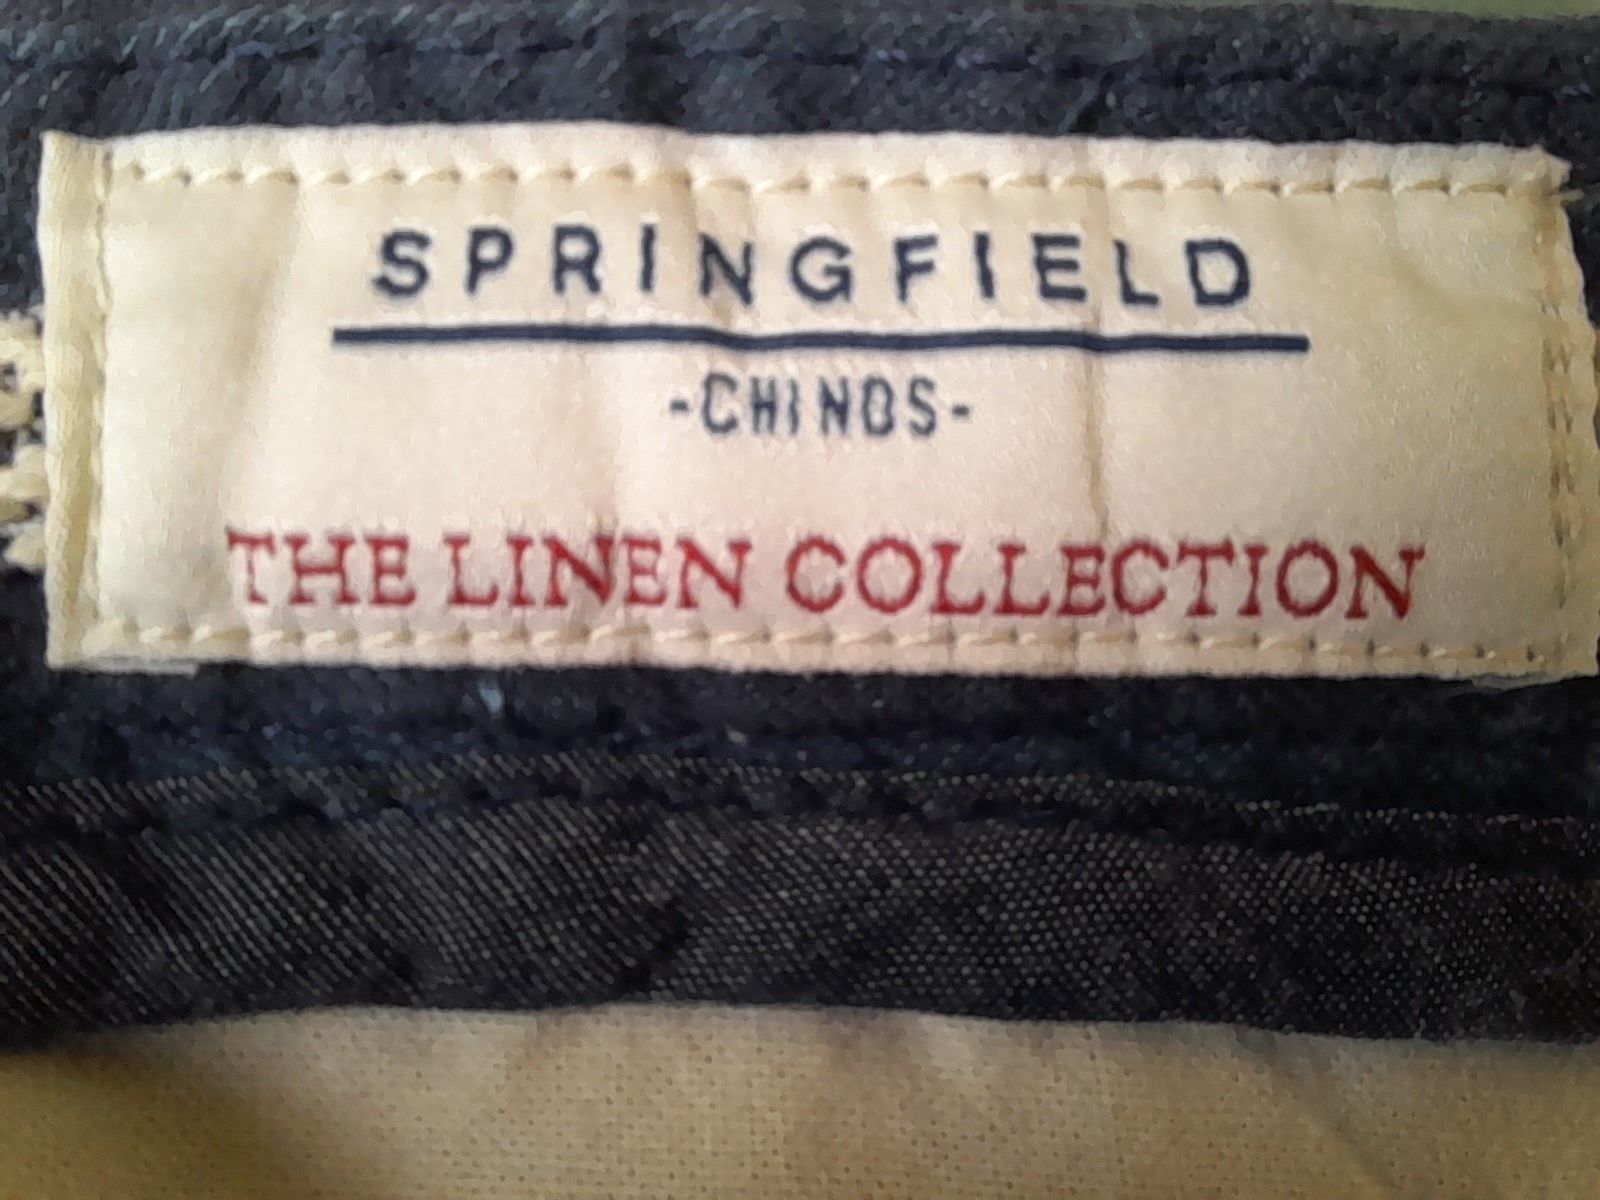 SPRINGFIELD
-CHINOS-
THE LINEN COLLECTION